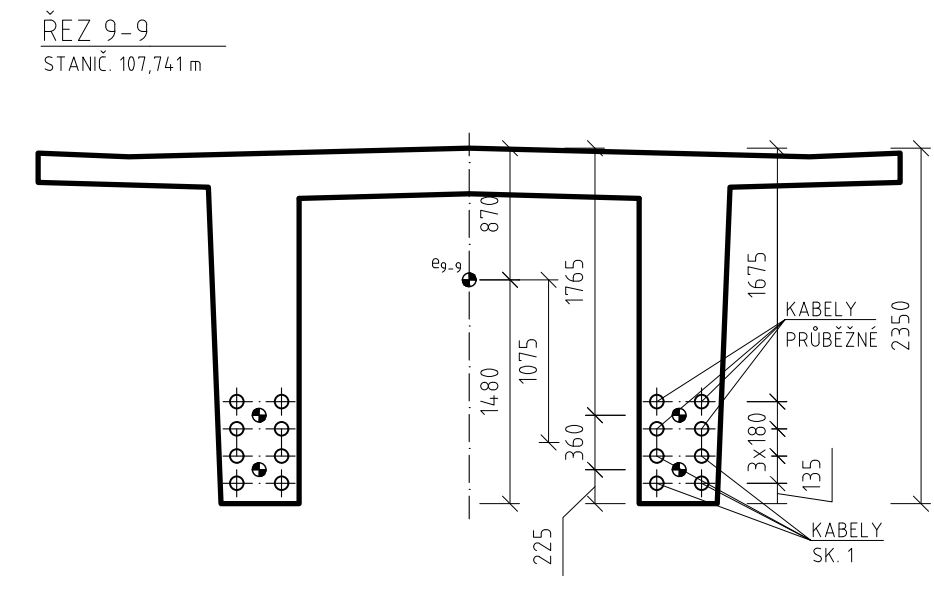 ŘEZ 9-9
STANIČ. 107,741 m
870
e9-9
1765
1675
2350
KABELY
PRŮBĚŽNÉ
1075
1480
360
3x180
135
225
KABELY
SK. 1